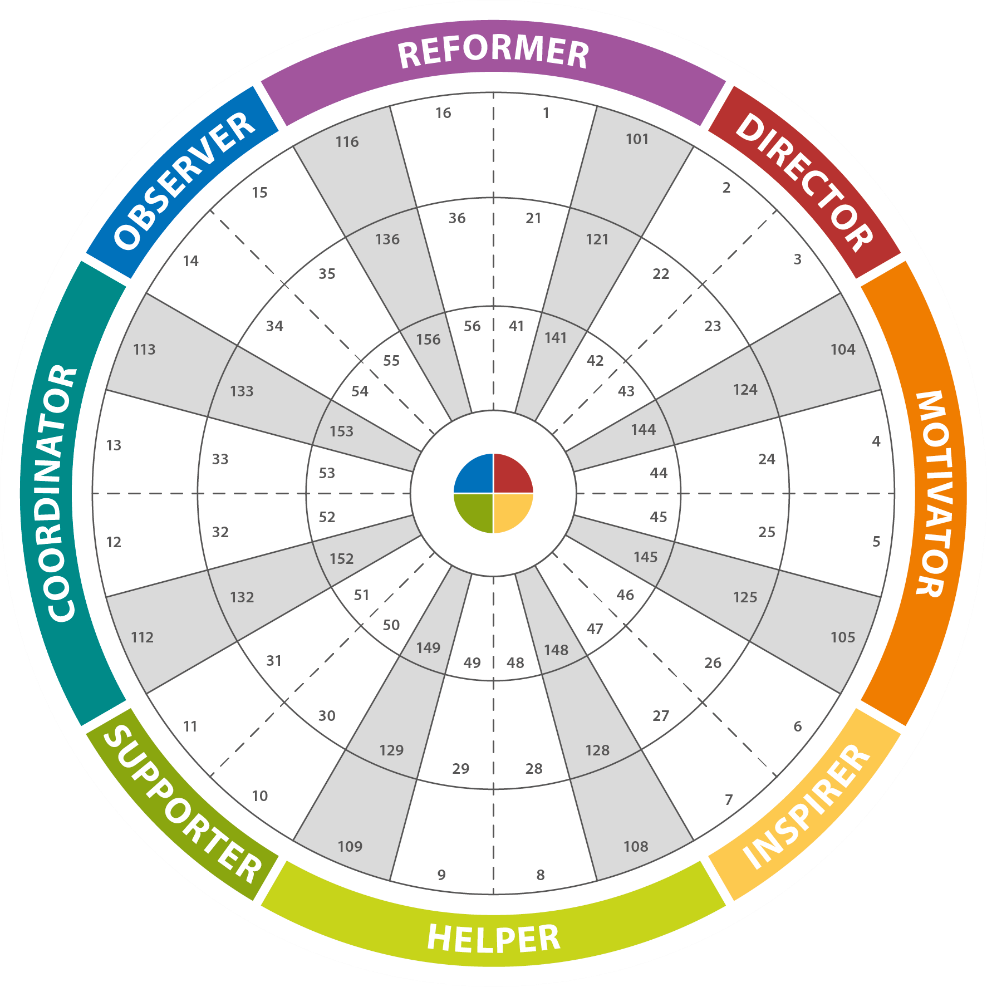 REFORMER
DIRECTOR
MOTIVATOR
INSPIRER
HELPER
SUPPORTER
COORDINATOR
OBSERVER
116 16 1 101
15 2
14 3
136 36 21 121
35 22
34 23
113 104
156 56 41 141
55 42
54 43
133 124
153 144
13 4
33 53 44 24
32 52 45 25
12 5
152 145
132 125
112 105
51 46
50 47
149 49 48 148
31 26
30 27
129 29 28 128
11 6
10 7
109 9 8 108